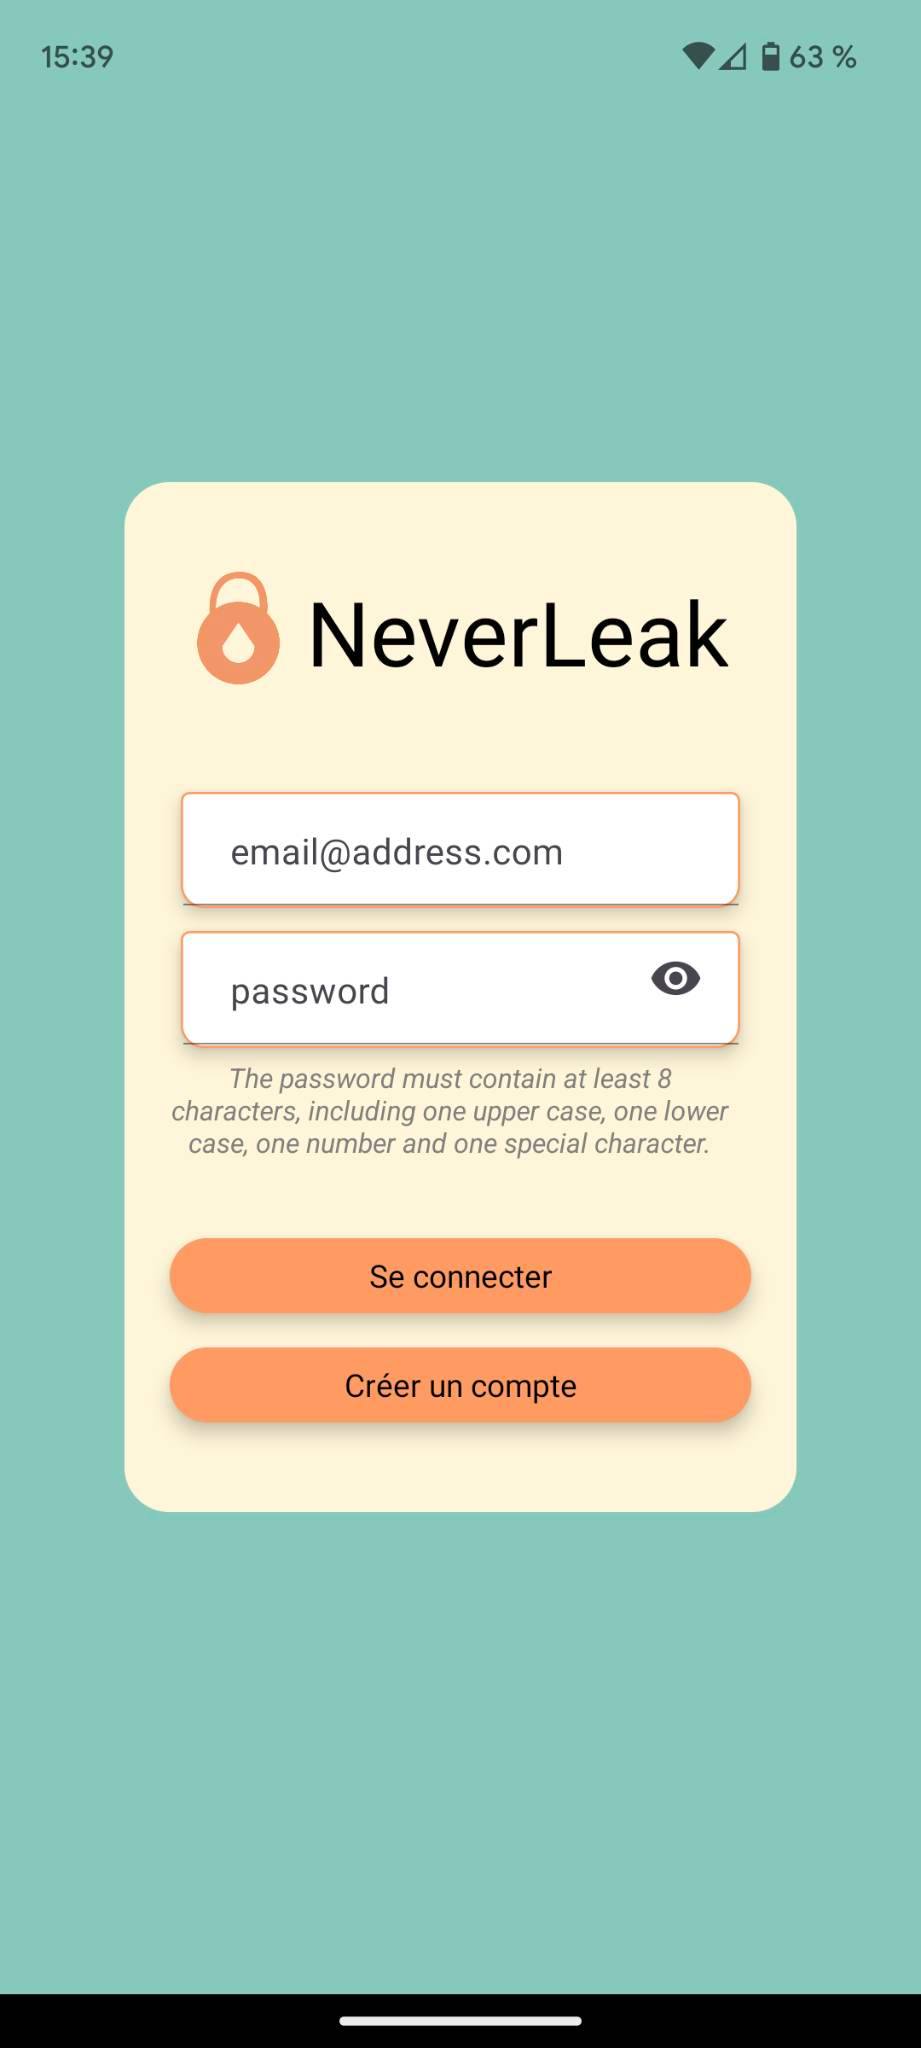 15:39
63 %
NeverLeak
email@address.com
password
The password must contain at least 8
characters, including one upper case, one lower
case, one number and one special character.
Se connecter
Créer un compte